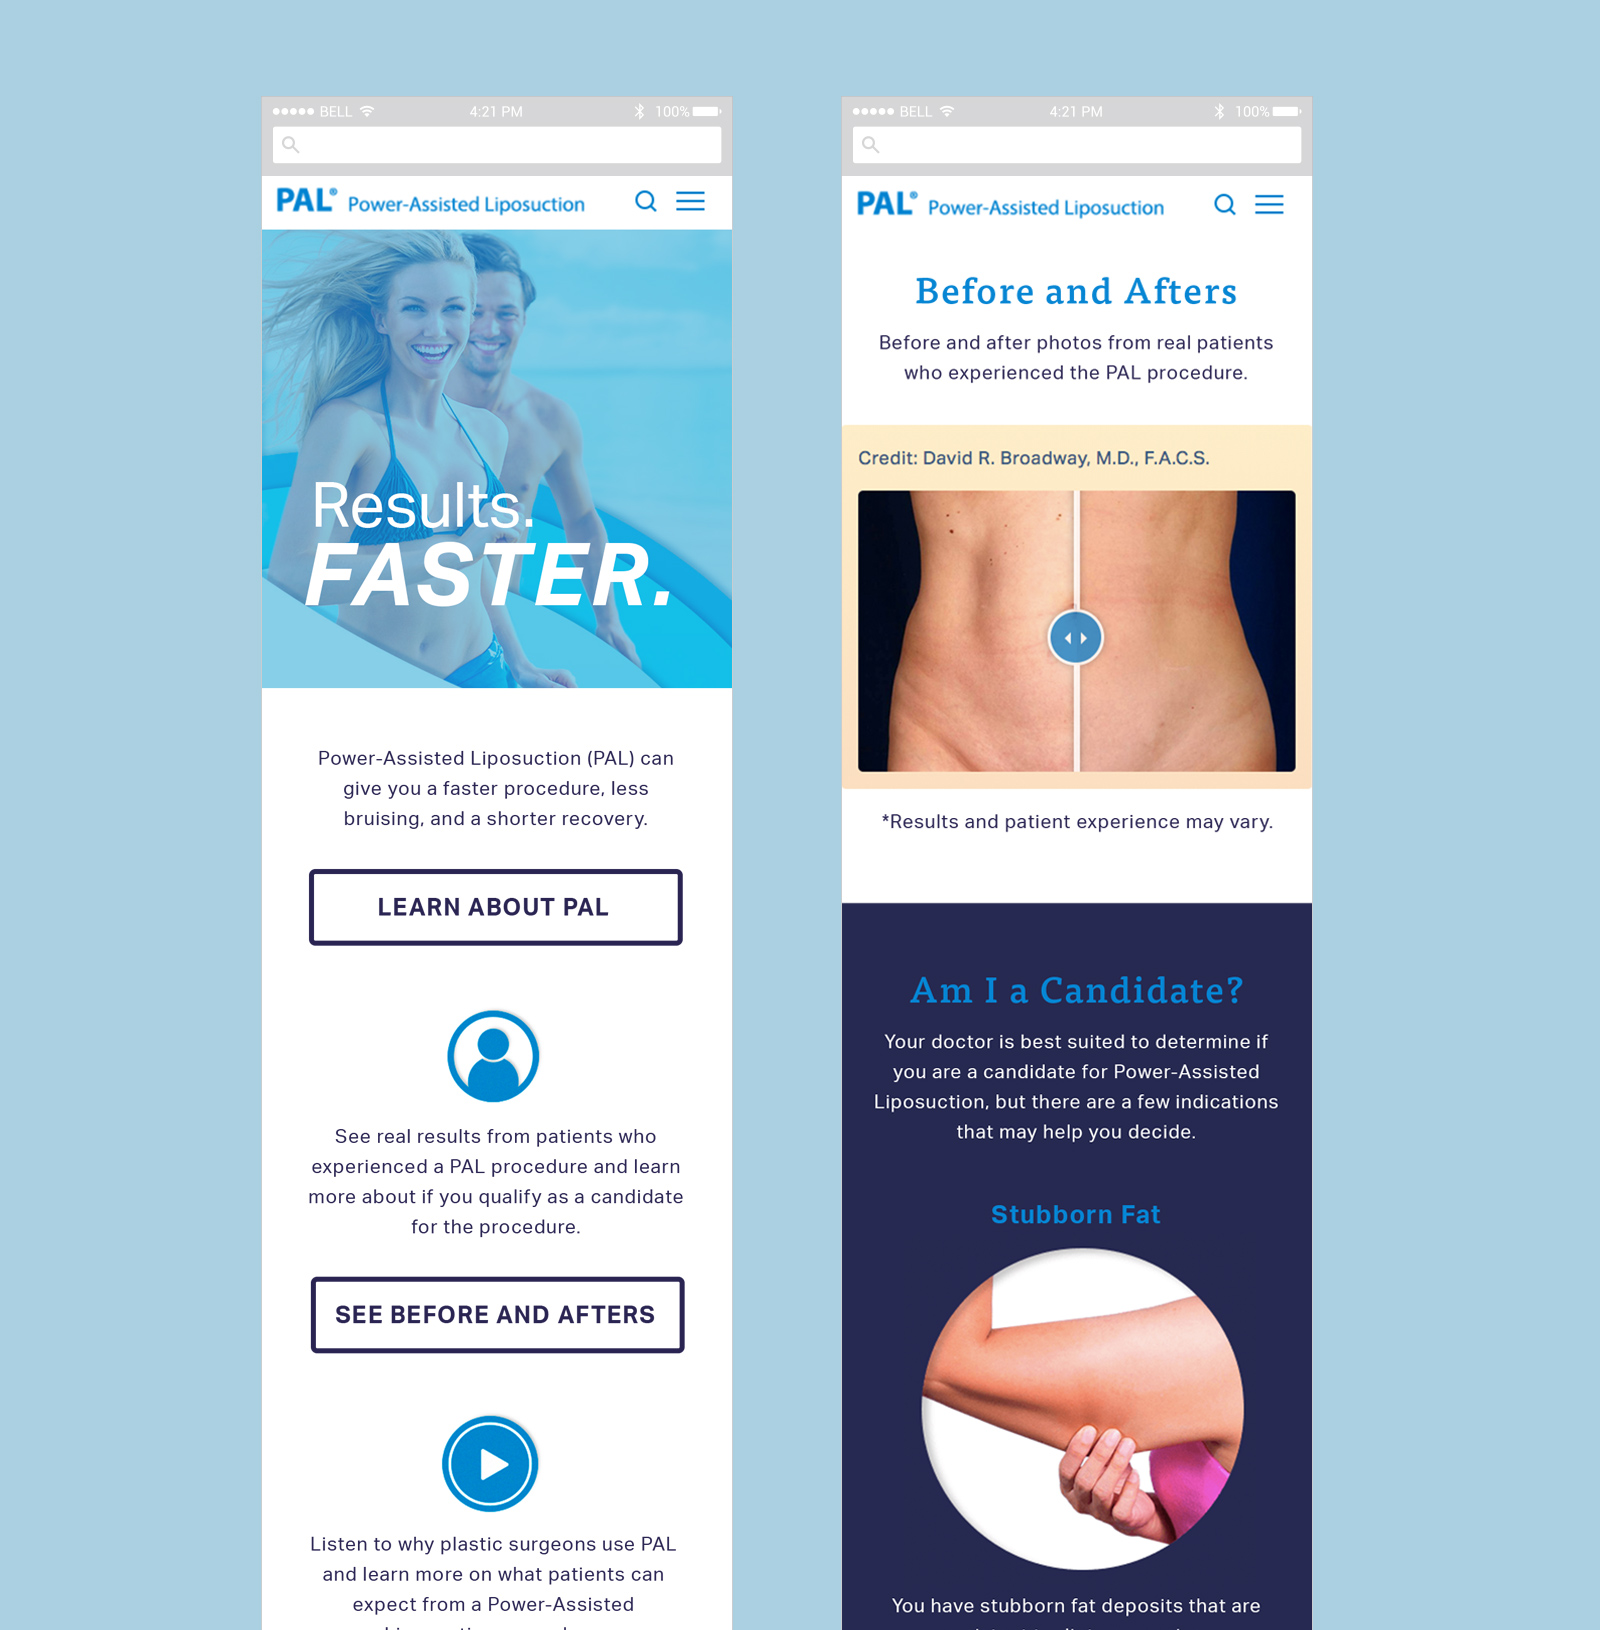 BELL 4:21 PM 100%
PAL® Power-Assisted Liposuction
Results.
FASTER.
Power-Assisted Liposuction (PAL) can
give you a faster procedure, less
bruising, and a shorter recovery.
LEARN ABOUT PAL
See real results from patients who
experienced a PAL procedure and learn
more about if you qualify as a candidate
for the procedure.
SEE BEFORE AND AFTERS
Listen to why plastic surgeons use PAL
and learn more on what patients can
expect from a Power-Assisted
BELL 4:21 PM 100%
PAL® Power-Assisted Liposuction
Before and Afters
Before and after photos from real patients
who experienced the PAL procedure.
Credit: David R. Broadway, M.D., F.A.C.S.
*Results and patient experience may vary.
Am I a Candidate?
Your doctor is best suited to determine if
you are a candidate for Power-Assisted
Liposuction, but there are a few indications
that may help you decide.
Stubborn Fat
You have stubborn fat deposits that are